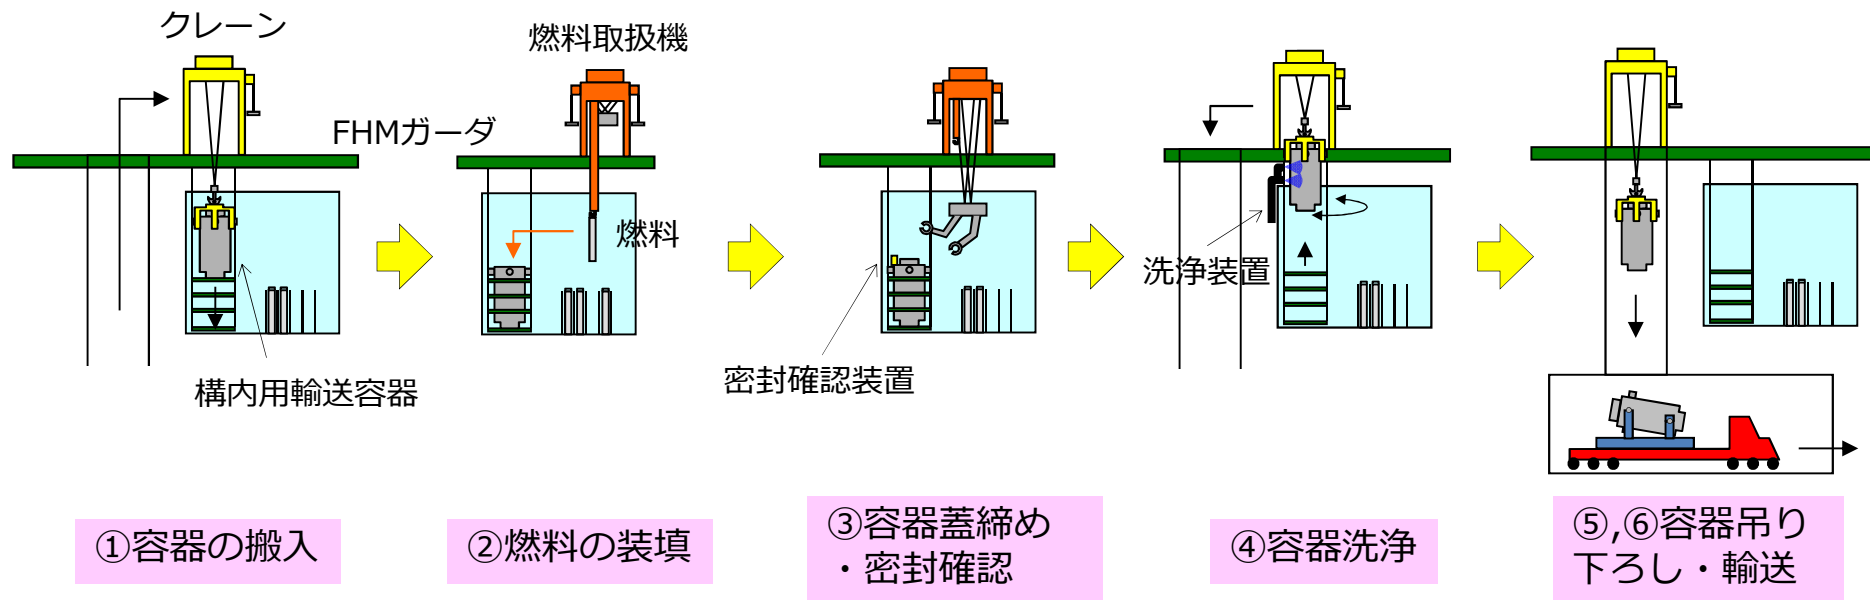 クレーン
燃料取扱機
FHMガーダ
燃料
洗浄装置
構内用輸送容器
密封確認装置
①容器の搬入
②燃料の装填
③容器蓋締め
・密封確認
④容器洗浄
⑤,⑥容器吊り
下ろし・輸送